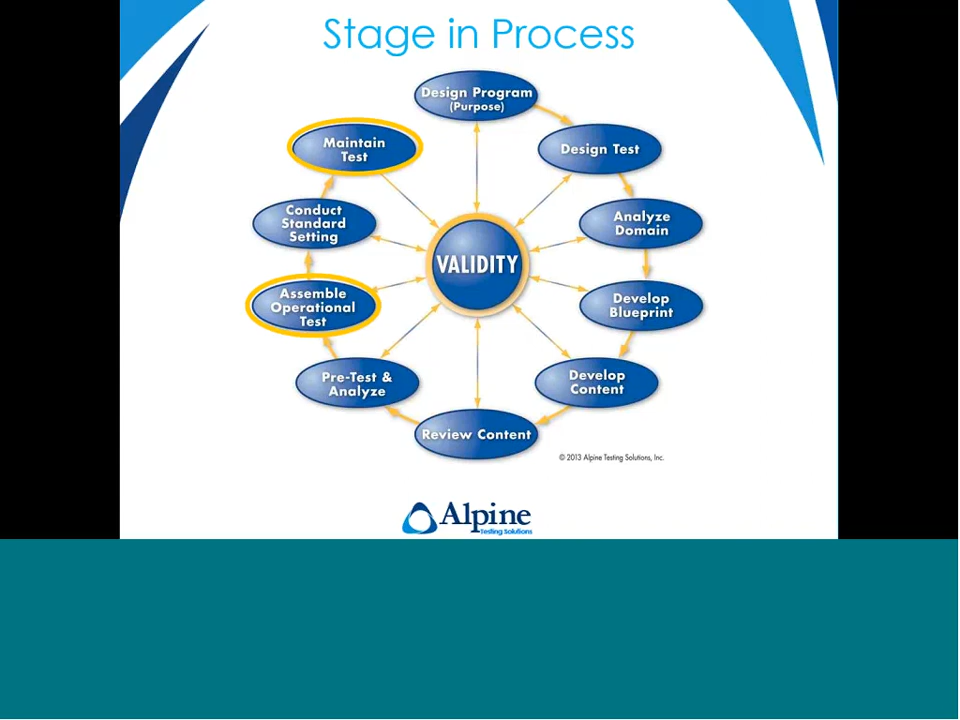 Stage in Process
Design Program
(Purpose)
Design Test
Analyze
Domain
Develop
Blueprint
Develop
Content
Review Content
Pre-Test &
Analyze
Assemble
Operational
Test
Conduct
Standard
Setting
Maintain
Test
VALIDITY
© 2013 Alpine Testing Solutions, Inc.
Alpine
Testing Solutions